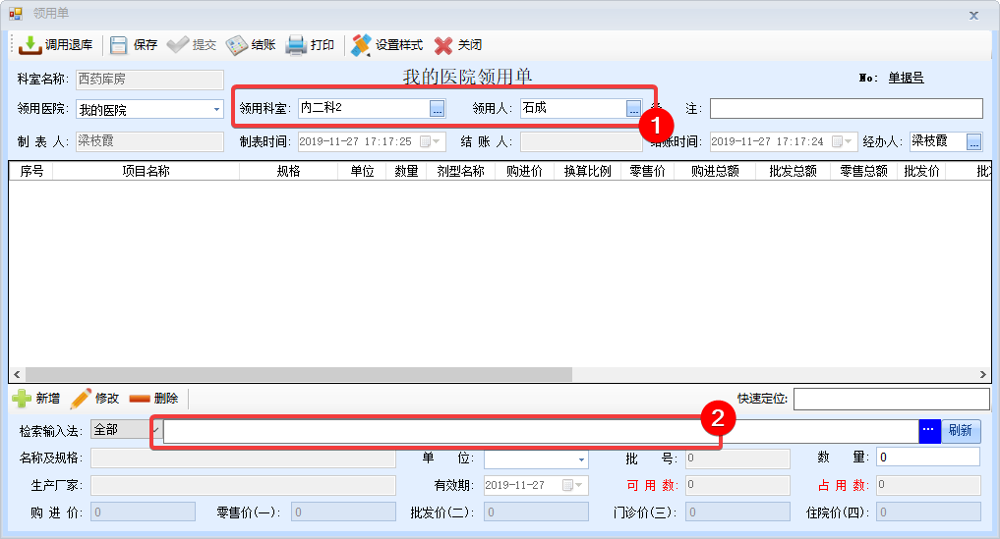 领用单
调用退库 保存 提交 结账 打印 设置样式 关闭
科室名称: 西药库房 我的医院领用单 No: 单据号
领用医院: 我的医院 领用科室: 内二科2 ... 领用人: 石成 ... 注:
1
制 表 人: 梁枝霞 制表时间: 2019-11-27 17:17:25 结 账 人: 结账时间: 2019-11-27 17:17:24 经办人: 梁枝霞 ...
序号 项目名称 规格 单位 数量 剂型名称 购进价 换算比例 零售价 购进总额 批发总额 零售总额 批发价
新增 修改 删除 快速定位:
2
检索输入法: 全部 ... 刷新
名称及规格: 单 位: 批 号: 0 数 量: 0
生产厂家: 有效期: 2019-11-27 可 用 数: 0 占 用 数: 0
购 进 价: 0 零售价(一): 0 批发价(二): 0 门诊价(三): 0 住院价(四): 0